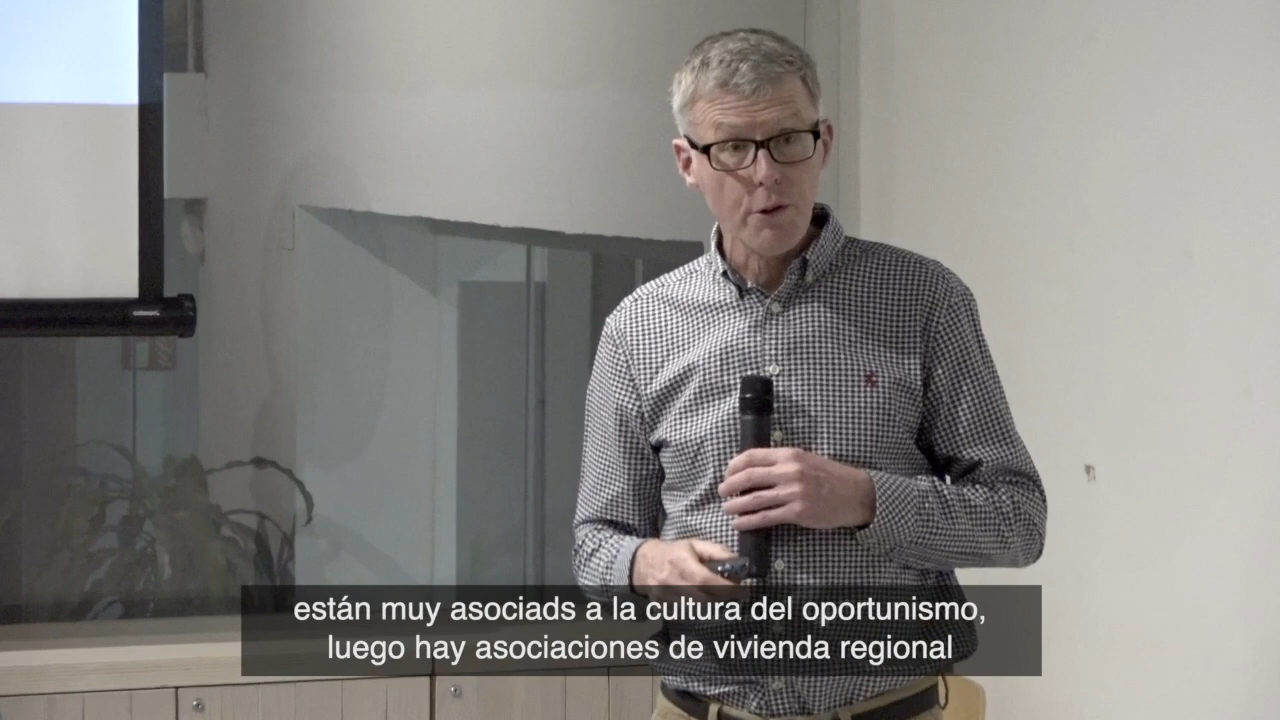 están muy asociads a la cultura del oportunismo,
luego hay asociaciones de vivienda regional